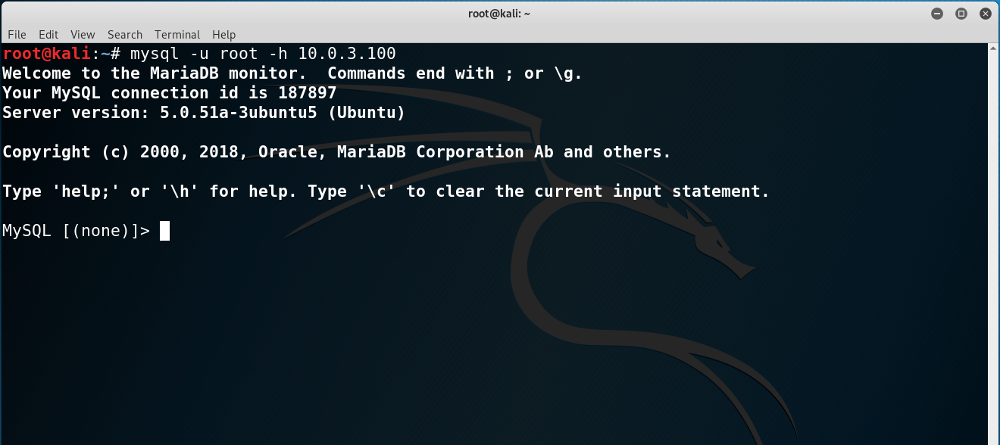 root@kali: ~
File Edit View Search Terminal Help
root@kali:~# mysql -u root -h 10.0.3.100
Welcome to the MariaDB monitor.  Commands end with ; or \g.
Your MySQL connection id is 187897
Server version: 5.0.51a-3ubuntu5 (Ubuntu)
Copyright (c) 2000, 2018, Oracle, MariaDB Corporation Ab and others.
Type 'help;' or '\h' for help. Type '\c' to clear the current input statement.
MySQL [(none)]>